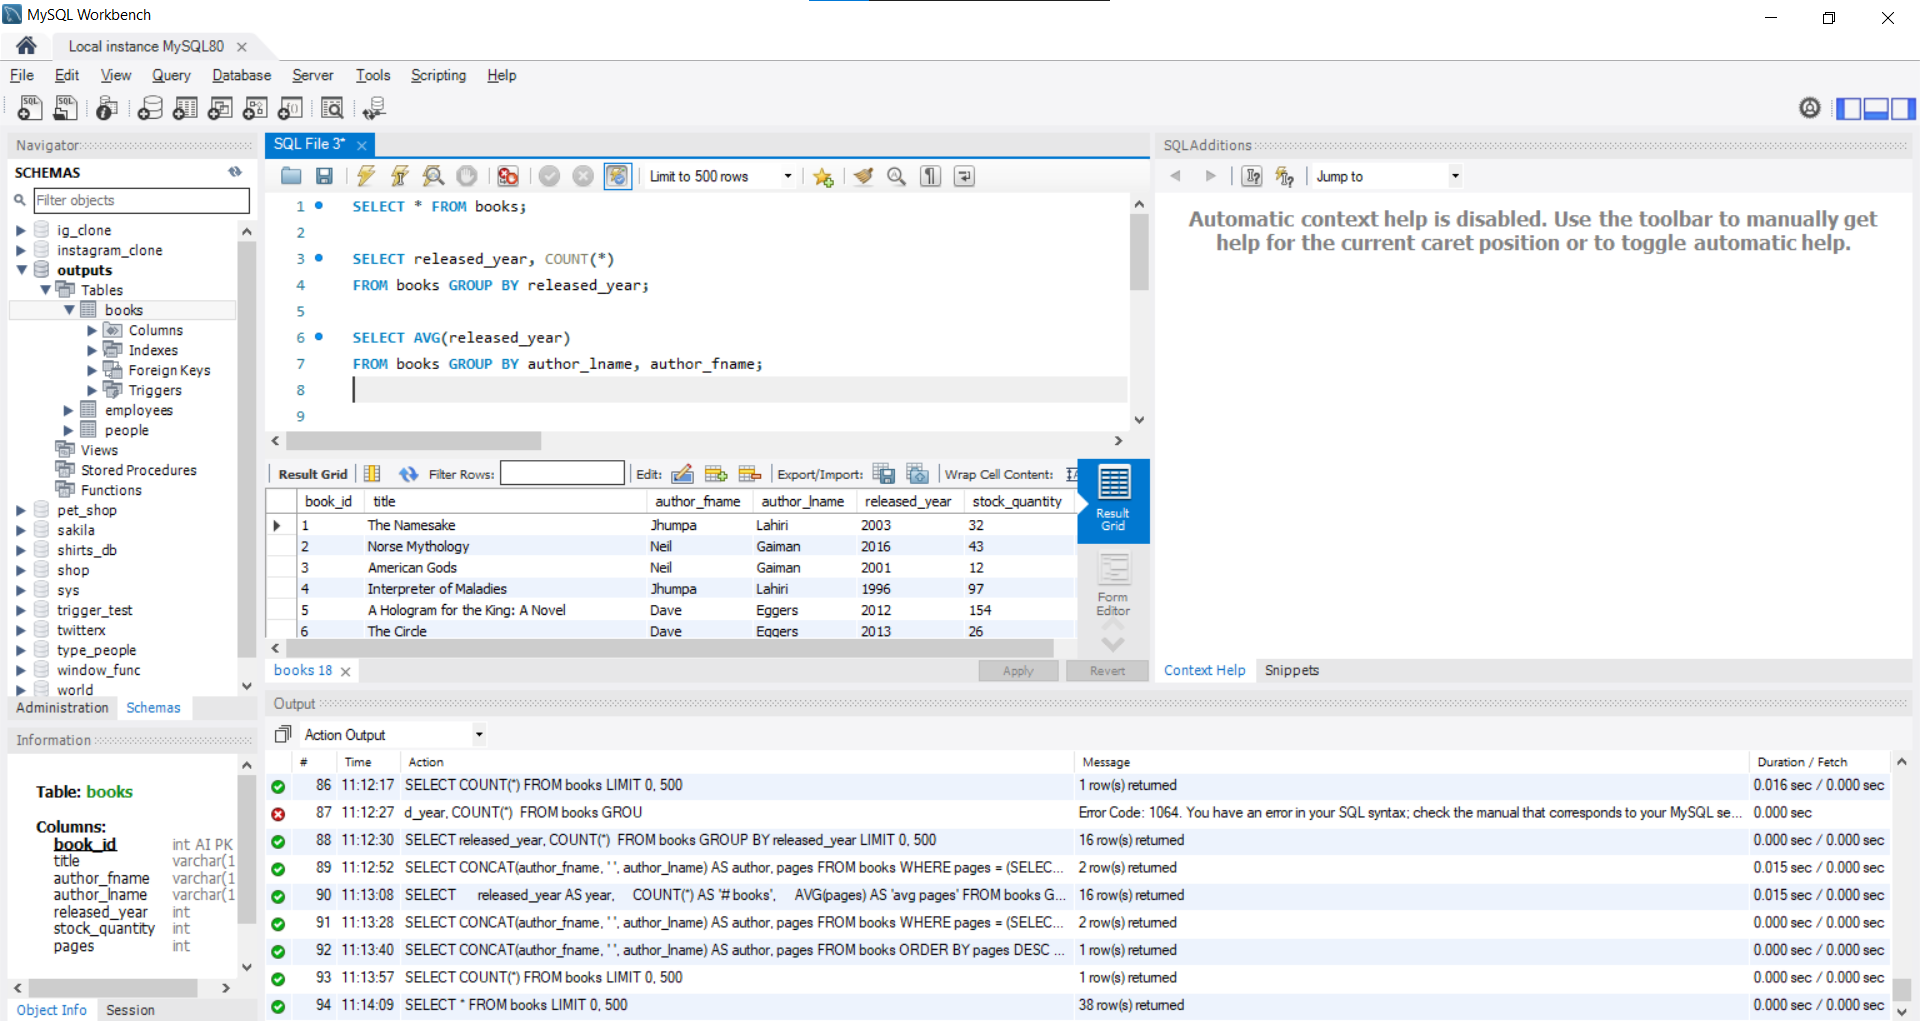 MySQL Workbench
Local instance MySQL80
File Edit View Query Database Server Tools Scripting Help
Navigator
SCHEMAS
Filter objects
ig_clone
instagram_clone
outputs
Tables
books
Columns
Indexes
Foreign Keys
Triggers
employees
people
Views
Stored Procedures
Functions
pet_shop
sakila
shirts_db
shop
sys
trigger_test
twitterx
type_people
window_func
world
Administration Schemas
Information
Table: books
Columns:
book_id int AI PK
title varchar(1
author_fname varchar(1
author_lname varchar(1
released_year int
stock_quantity int
pages int
Object Info Session
SQL File 3*
Limit to 500 rows
1 SELECT * FROM books;
2
3 SELECT released_year, COUNT(*)
4 FROM books GROUP BY released_year;
5
6 SELECT AVG(released_year)
7 FROM books GROUP BY author_lname, author_fname;
8
9
Result Grid Filter Rows: Edit: Export/Import: Wrap Cell Content:
book_id title author_fname author_lname released_year stock_quantity
1 The Namesake Jhumpa Lahiri 2003 32
2 Norse Mythology Neil Gaiman 2016 43
3 American Gods Neil Gaiman 2001 12
4 Interpreter of Maladies Jhumpa Lahiri 1996 97
5 A Hologram for the King: A Novel Dave Eggers 2012 154
6 The Circle Dave Eggers 2013 26
Result
Grid
Form
Editor
books 18
Apply Revert
SQLAdditions
Jump to
Automatic context help is disabled. Use the toolbar to manually get
help for the current caret position or to toggle automatic help.
Context Help Snippets
Output
Action Output
# Time Action Message Duration / Fetch
86 11:12:17 SELECT COUNT(*) FROM books LIMIT 0, 500 1 row(s) returned 0.016 sec / 0.000 sec
87 11:12:27 d_year, COUNT(*) FROM books GROU Error Code: 1064. You have an error in your SQL syntax; check the manual that corresponds to your MySQL se... 0.000 sec
88 11:12:30 SELECT released_year, COUNT(*) FROM books GROUP BY released_year LIMIT 0, 500 16 row(s) returned 0.000 sec / 0.000 sec
89 11:12:52 SELECT CONCAT(author_fname, ' ', author_lname) AS author, pages FROM books WHERE pages = (SELEC... 2 row(s) returned 0.015 sec / 0.000 sec
90 11:13:08 SELECT released_year AS year, COUNT(*) AS '# books', AVG(pages) AS 'avg pages' FROM books G... 16 row(s) returned 0.015 sec / 0.000 sec
91 11:13:28 SELECT CONCAT(author_fname, ' ', author_lname) AS author, pages FROM books WHERE pages = (SELEC... 2 row(s) returned 0.000 sec / 0.000 sec
92 11:13:40 SELECT CONCAT(author_fname, ' ', author_lname) AS author, pages FROM books ORDER BY pages DESC ... 1 row(s) returned 0.000 sec / 0.000 sec
93 11:13:57 SELECT COUNT(*) FROM books LIMIT 0, 500 1 row(s) returned 0.000 sec / 0.000 sec
94 11:14:09 SELECT * FROM books LIMIT 0, 500 38 row(s) returned 0.000 sec / 0.000 sec